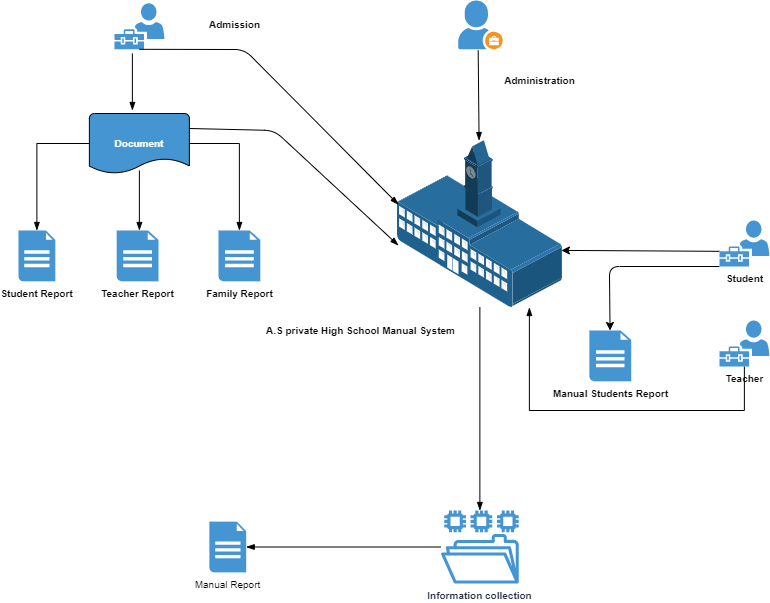 Admission
Administration
Document
Student Report
Teacher Report
Family Report
Student
A.S private High School Manual System
Teacher
Manual Students Report
Manual Report
Information collection